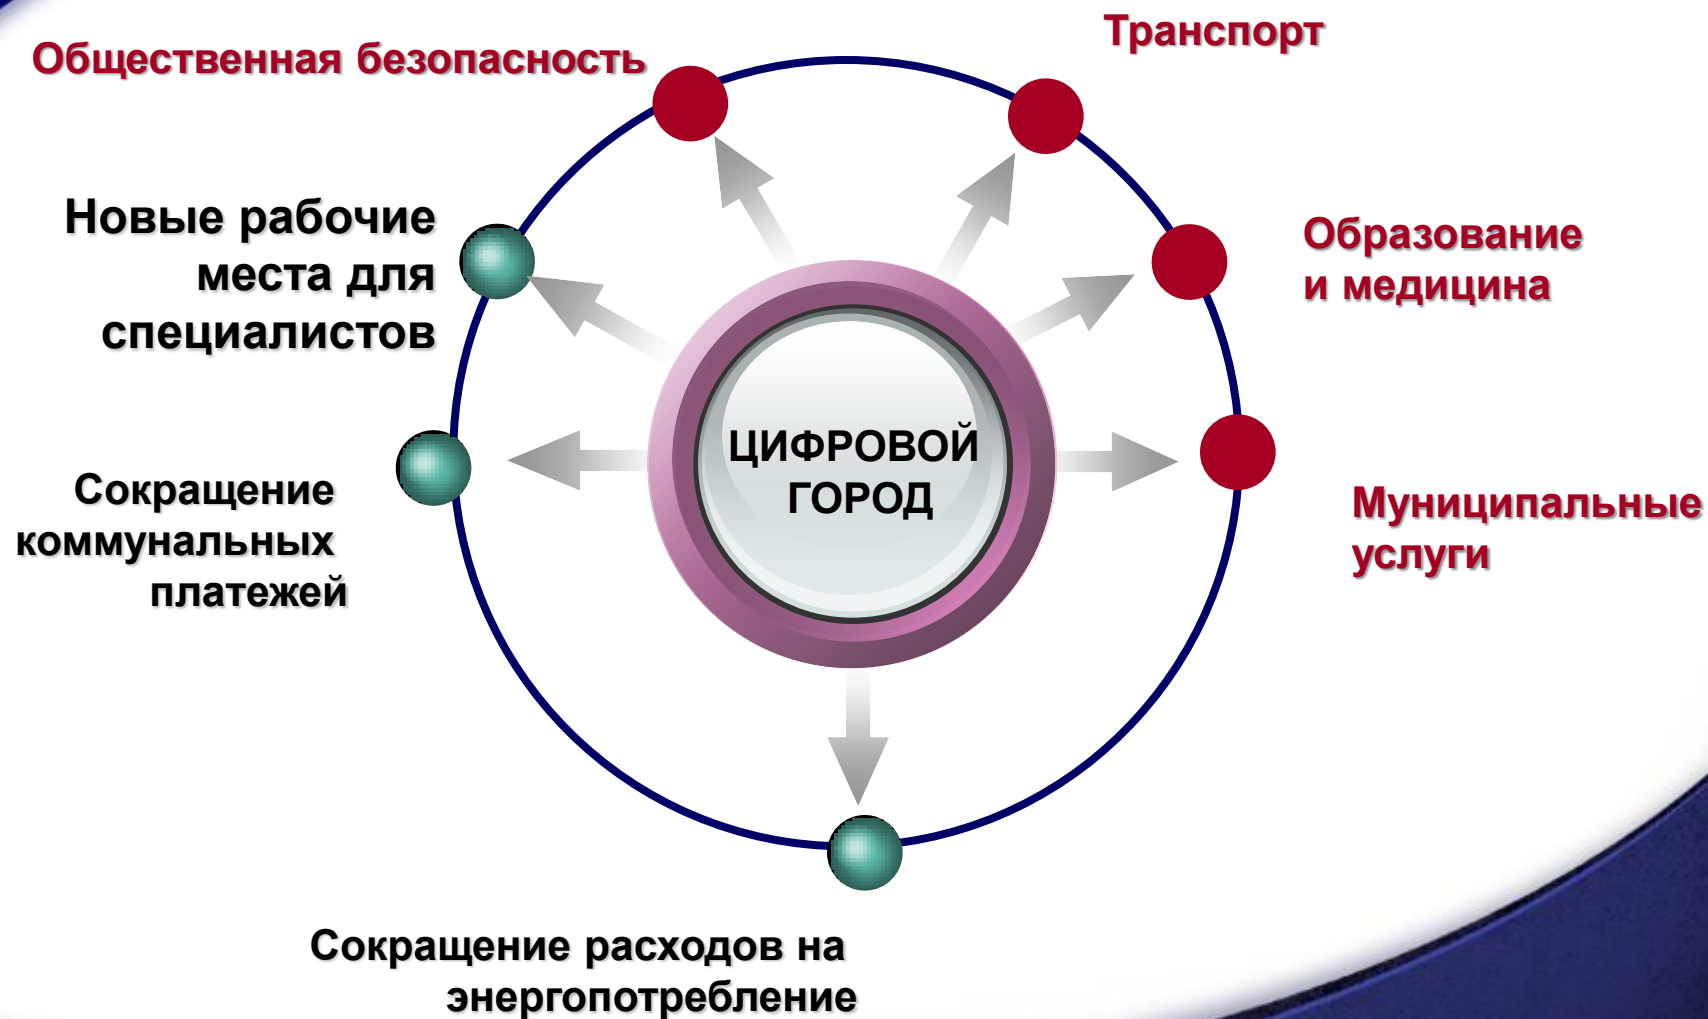 Общественная безопасность
Транспорт
Новые рабочие
места для
специалистов
Образование
и медицина
ЦИФРОВОЙ
ГОРОД
Сокращение
коммунальных
платежей
Муниципальные
услуги
Сокращение расходов на
энергопотребление